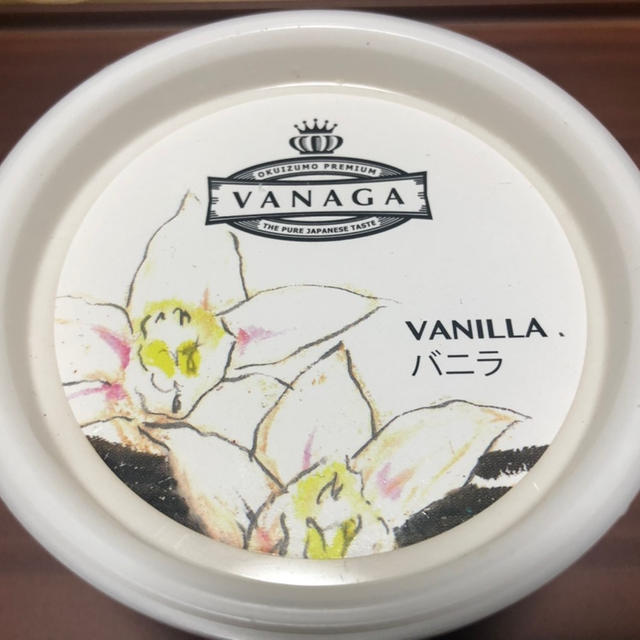 OKUIZUMO PREMIUM
VANAGA
THE PURE JAPANESE TASTE
VANILLA
バニラ